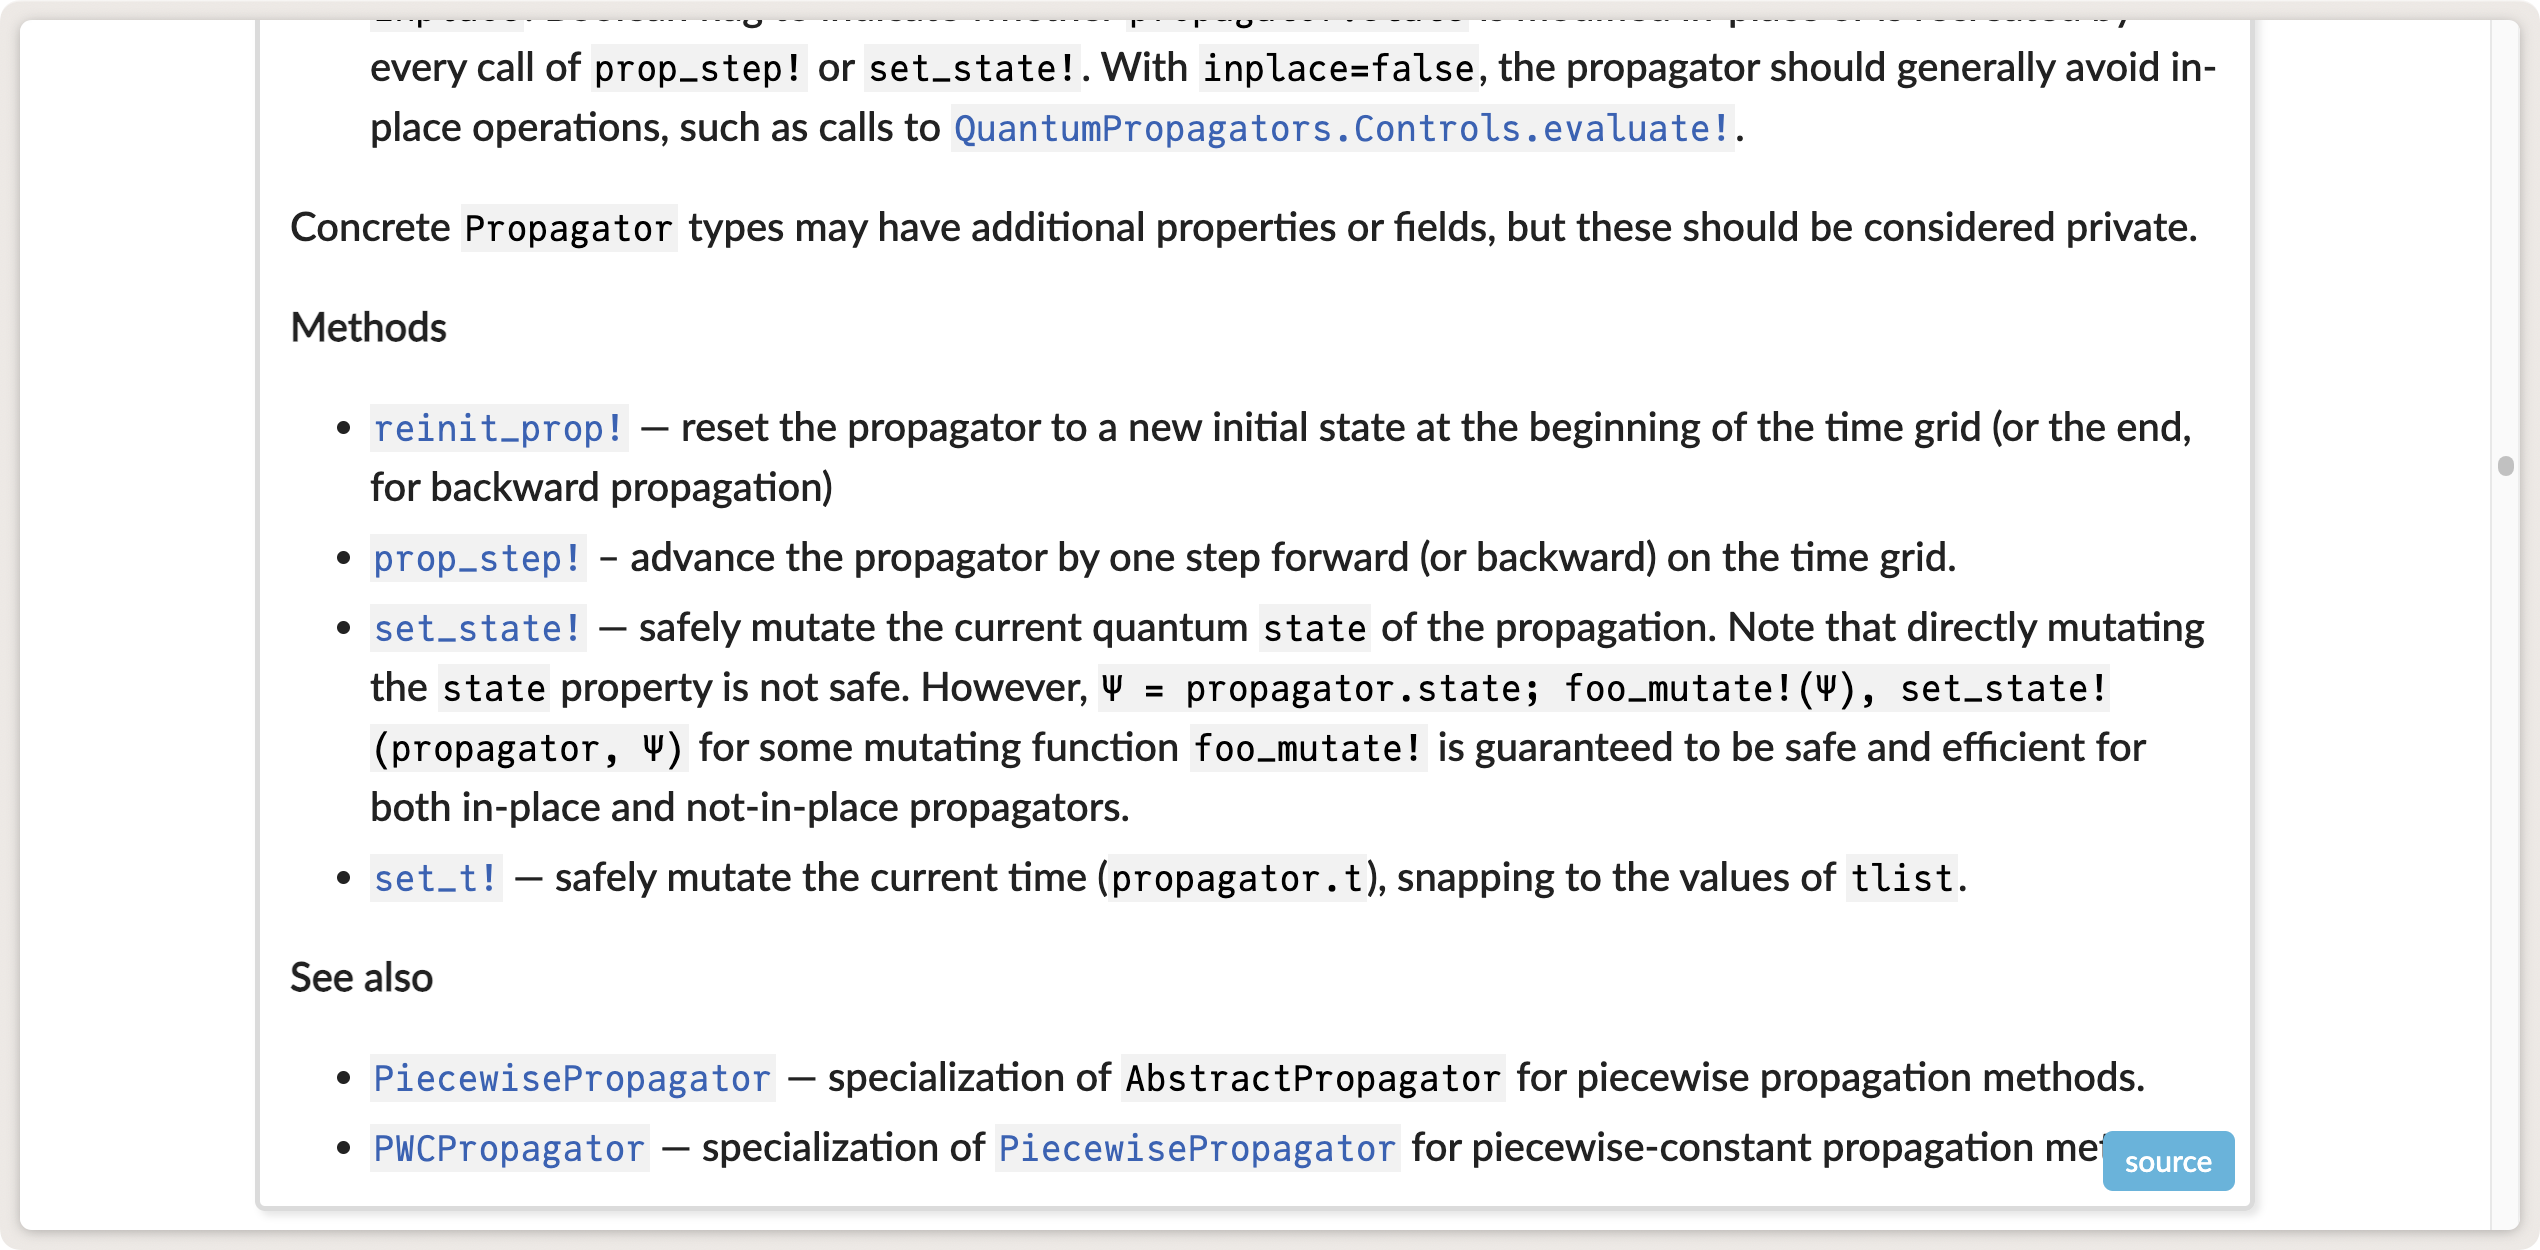 every call of prop_step! or set_state!. With inplace=false, the propagator should generally avoid in-
place operations, such as calls to QuantumPropagators.Controls.evaluate!.
Concrete Propagator types may have additional properties or fields, but these should be considered private.
Methods
• reinit_prop! — reset the propagator to a new initial state at the beginning of the time grid (or the end,
for backward propagation)
• prop_step! – advance the propagator by one step forward (or backward) on the time grid.
• set_state! — safely mutate the current quantum state of the propagation. Note that directly mutating
the state property is not safe. However, Ψ = propagator.state; foo_mutate!(Ψ), set_state!
(propagator, Ψ) for some mutating function foo_mutate! is guaranteed to be safe and efficient for
both in-place and not-in-place propagators.
• set_t! — safely mutate the current time (propagator.t), snapping to the values of tlist.
See also
• PiecewisePropagator — specialization of AbstractPropagator for piecewise propagation methods.
• PWCPropagator — specialization of PiecewisePropagator for piecewise-constant propagation
source